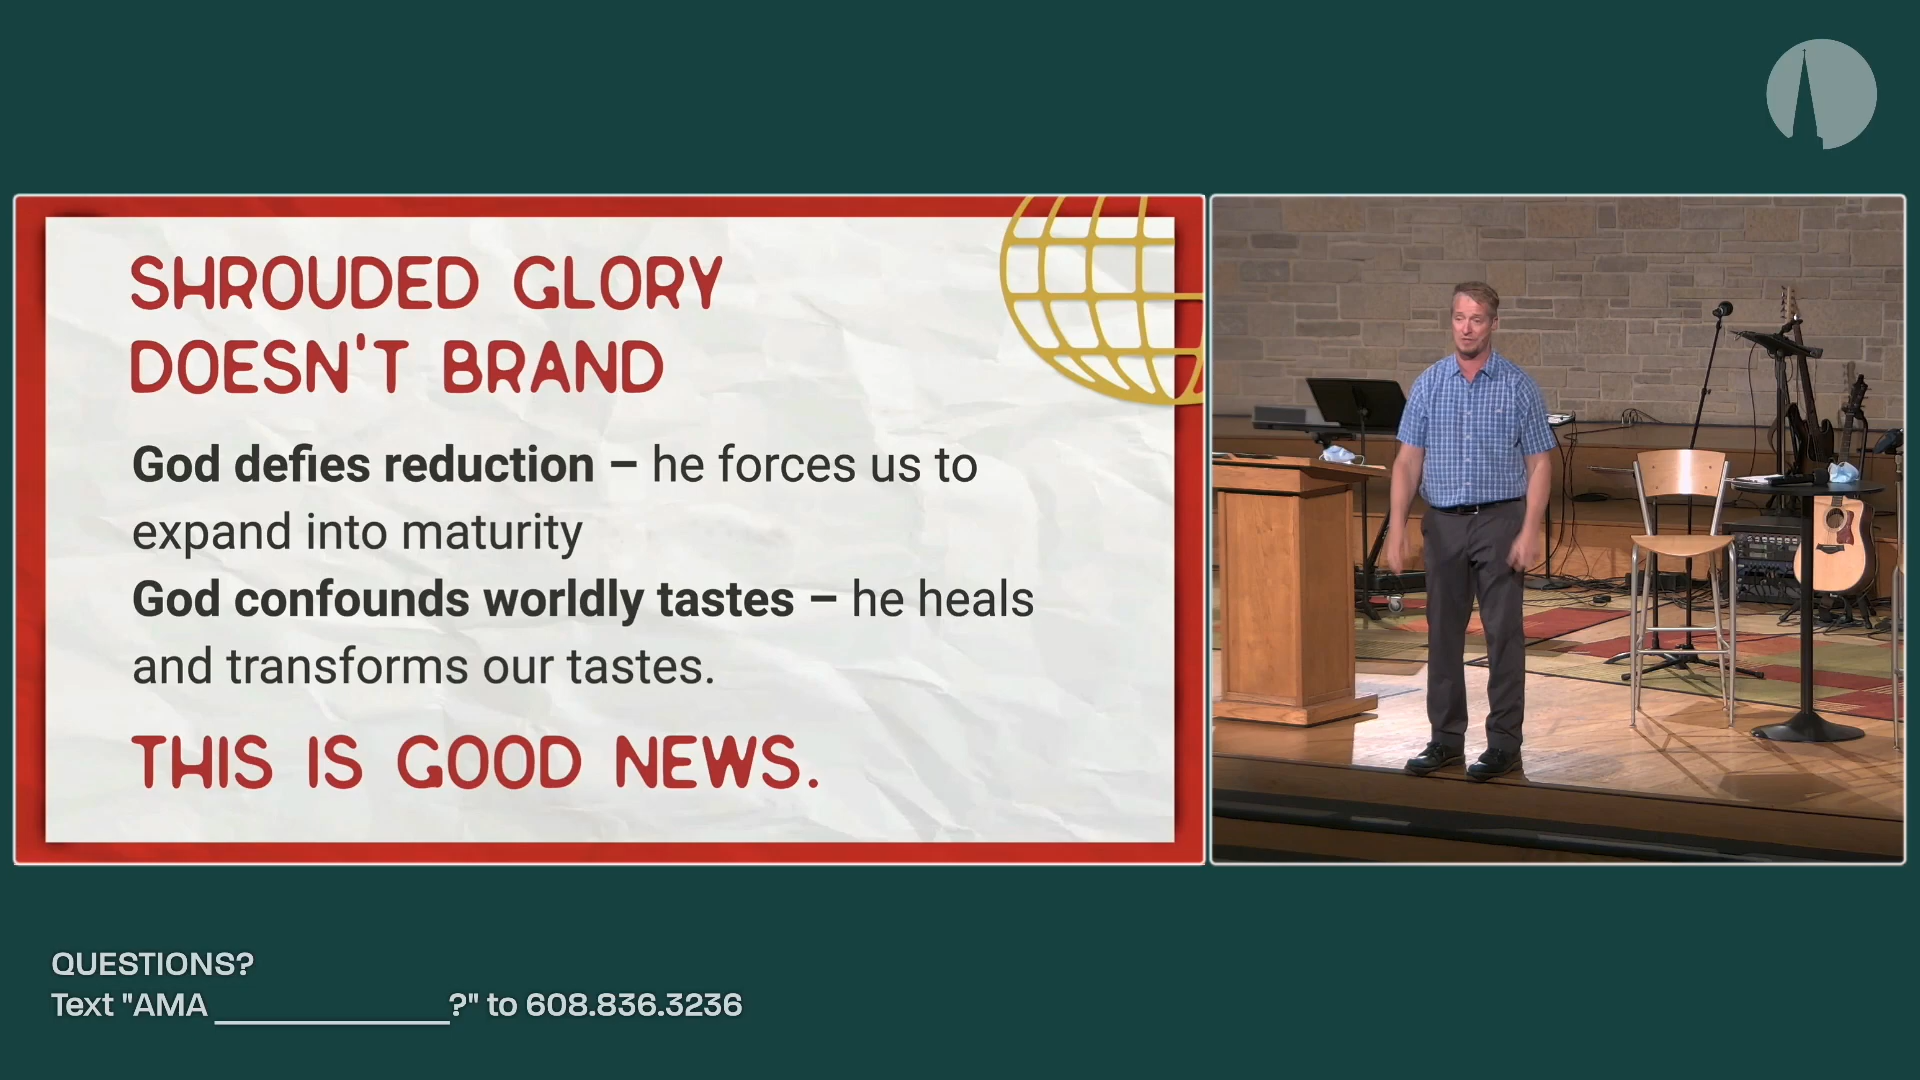 SHROUDED GLORY
DOESN'T BRAND
God defies reduction – he forces us to
expand into maturity
God confounds worldly tastes – he heals
and transforms our tastes.
THIS IS GOOD NEWS.
QUESTIONS?
Text "AMA ______________?" to 608.836.3236